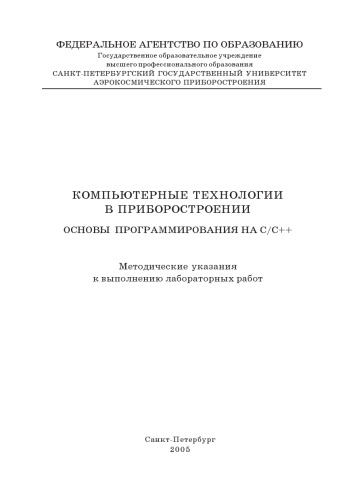 ФЕДЕРАЛЬНОЕ АГЕНТСТВО ПО ОБРАЗОВАНИЮ
Государственное образовательное учреждение
высшего профессионального образования
САНКТ-ПЕТЕРБУРГСКИЙ ГОСУДАРСТВЕННЫЙ УНИВЕРСИТЕТ
АЭРОКОСМИЧЕСКОГО ПРИБОРОСТРОЕНИЯ
КОМПЬЮТЕРНЫЕ ТЕХНОЛОГИИ
В ПРИБОРОСТРОЕНИИ
ОСНОВЫ ПРОГРАММИРОВАНИЯ НА С/С++
Методические указания
к выполнению лабораторных работ
Санкт-Петербург
2005